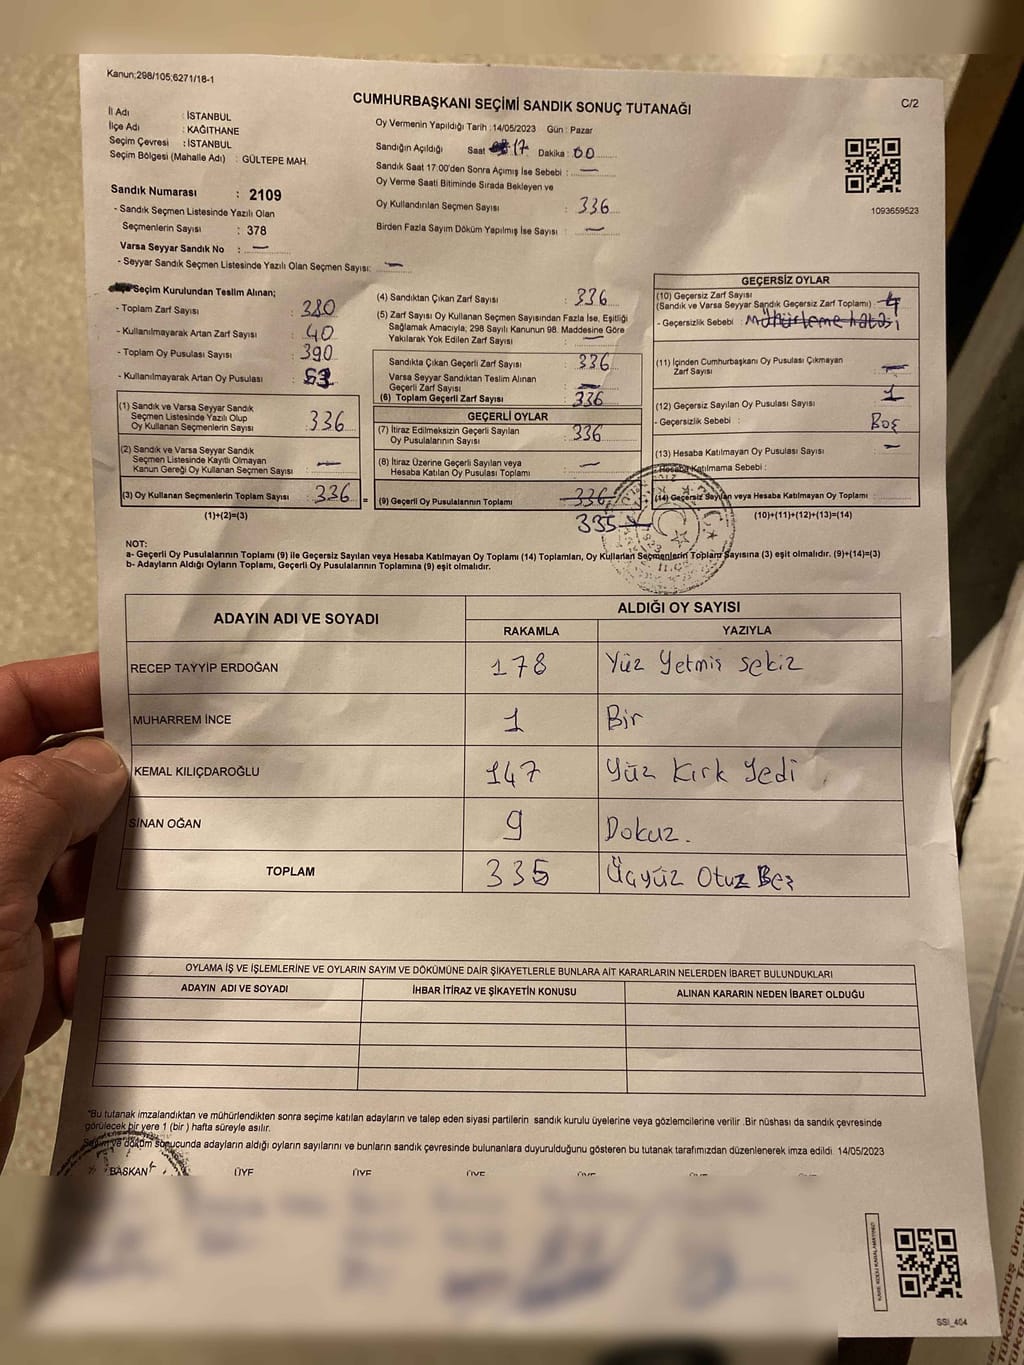 Kanun;298/105;6271/18-1
CUMHURBAŞKANI SEÇİMİ SANDIK SONUÇ TUTANAĞI
C/2
İl Adı : İSTANBUL
İlçe Adı : KAĞITHANE
Seçim Çevresi : İSTANBUL
Seçim Bölgesi (Mahalle Adı) : GÜLTEPE MAH.
Sandık Numarası : 2109
- Sandık Seçmen Listesinde Yazılı Olan
Seçmenlerin Sayısı : 378
Varsa Seyyar Sandık No : —
- Seyyar Sandık Seçmen Listesinde Yazılı Olan Seçmen Sayısı: —
Oy Vermenin Yapıldığı Tarih :14/05/2023 Gün : Pazar
Sandığın Açıldığı Saat 17 Dakika : 00
Sandık Saat 17:00'den Sonra Açımış İse Sebebi : —
Oy Verme Saati Bitiminde Sırada Bekleyen ve
Oy Kullandırılan Seçmen Sayısı : 336
Birden Fazla Sayım Döküm Yapılmış İse Sayısı : —
1093659523
Seçim Kurulundan Teslim Alınan;
- Toplam Zarf Sayısı : 380
- Kullanılmayarak Artan Zarf Sayısı : 40
- Toplam Oy Pusulası Sayısı : 390
- Kullanılmayarak Artan Oy Pusulası :
(1) Sandık ve Varsa Seyyar Sandık
Seçmen Listesinde Yazılı Olup
Oy Kullanan Seçmenlerin Sayısı : 336
(2) Sandık ve Varsa Seyyar Sandık
Seçmen Listesinde Kayıtlı Olmayan
Kanun Gereği Oy Kullanan Seçmen Sayısı : —
(3) Oy Kullanan Seçmenlerin Toplam Sayısı : 336 =
(1)+(2)=(3)
(4) Sandıktan Çıkan Zarf Sayısı : 336
(5) Zarf Sayısı Oy Kullanan Seçmen Sayısından Fazla İse, Eşitliği
Sağlamak Amacıyla; 298 Sayılı Kanunun 98. Maddesine Göre
Yakılarak Yok Edilen Zarf Sayısı : —
Sandıkta Çıkan Geçerli Zarf Sayısı : 336
Varsa Seyyar Sandıktan Teslim Alınan
Geçerli Zarf Sayısı : —
(6) Toplam Geçerli Zarf Sayısı : 336
GEÇERLİ OYLAR
(7) İtiraz Edilmeksizin Geçerli Sayılan
Oy Pusulalarının Sayısı : 336
(8) İtiraz Üzerine Geçerli Sayılan veya
Hesaba Katılan Oy Pusulası Toplamı : —
(9) Geçerli Oy Pusulalarının Toplamı : 336
335
GEÇERSİZ OYLAR
(10) Geçersiz Zarf Sayısı
(Sandık ve Varsa Seyyar Sandık Geçersiz Zarf Toplamı) :
- Geçersizlik Sebebi : Mühürleme hatası
(11) İçinden Cumhurbaşkanı Oy Pusulası Çıkmayan
Zarf Sayısı : —
(12) Geçersiz Sayılan Oy Pusulası Sayısı : 1
- Geçersizlik Sebebi : Boş
(13) Hesaba Katılmayan Oy Pusulası Sayısı : —
- Hesaba Katılmama Sebebi :
(14) Geçersiz Sayılan veya Hesaba Katılmayan Oy Toplamı :
(10)+(11)+(12)+(13)=(14)
NOT:
a- Geçerli Oy Pusulalarının Toplamı (9) ile Geçersiz Sayılan veya Hesaba Katılmayan Oy Toplamı (14) Toplamları, Oy Kullanan Seçmenlerin Toplam Sayısına (3) eşit olmalıdır. (9)+(14)=(3)
b- Adayların Aldığı Oyların Toplamı, Geçerli Oy Pusulalarının Toplamına (9) eşit olmalıdır.
ADAYIN ADI VE SOYADI ALDIĞI OY SAYISI
RAKAMLA YAZIYLA
RECEP TAYYİP ERDOĞAN 178 Yüz Yetmiş Sekiz
MUHARREM İNCE 1 Bir
KEMAL KILIÇDAROĞLU 147 Yüz Kırk Yedi
SİNAN OĞAN 9 Dokuz.
TOPLAM 335 Üçyüz Otuz Beş
OYLAMA İŞ VE İŞLEMLERİNE VE OYLARIN SAYIM VE DÖKÜMÜNE DAİR ŞİKAYETLERLE BUNLARA AİT KARARLARIN NELERDEN İBARET BULUNDUKLARI
ADAYIN ADI VE SOYADI İHBAR İTİRAZ VE ŞİKAYETİN KONUSU ALINAN KARARIN NEDEN İBARET OLDUĞU
*Bu tutanak imzalandıktan ve mühürlendikten sonra seçime katılan adayların ve talep eden siyasi partilerin sandık kurulu üyelerine veya gözlemcilerine verilir .Bir nüshası da sandık çevresinde
görülecek bir yere 1 (bir ) hafta süreyle asılır.
Sayım ve döküm sonucunda adayların aldığı oyların sayılarını ve bunların sandık çevresinde bulunanlara duyurulduğunu gösteren bu tutanak tarafımızdan düzenlenerek imza edildi. 14/05/2023
BAŞKAN ÜYE ÜYE ÜYE ÜYE ÜYE ÜYE
KARE KODU KARALAMAYINIZ!
SSI_404